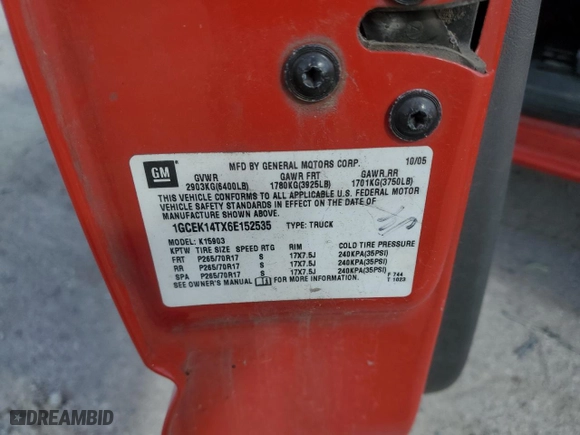 GM
MFD BY GENERAL MOTORS CORP. 10/05
GVWR GAWR FRT GAWR RR
2903KG(6400LB) 1780KG(3925LB) 1701KG(3750LB)
THIS VEHICLE CONFORMS TO ALL APPLICABLE U.S. FEDERAL MOTOR
VEHICLE SAFETY STANDARDS IN EFFECT ON THE DATE OF
MANUFACTURE SHOWN ABOVE.
1GCEK14TX6E152535 TYPE: TRUCK
MODEL: K15903
KPTW TIRE SIZE SPEED RTG RIM COLD TIRE PRESSURE
FRT P265/70R17 S 17X7.5J 240KPA(35PSI)
RR P265/70R17 S 17X7.5J 240KPA(35PSI)
SPA P265/70R17 S 17X7.5J 240KPA(35PSI)
SEE OWNER'S MANUAL FOR MORE INFORMATION.
F 744
T 1023
DREAMBID